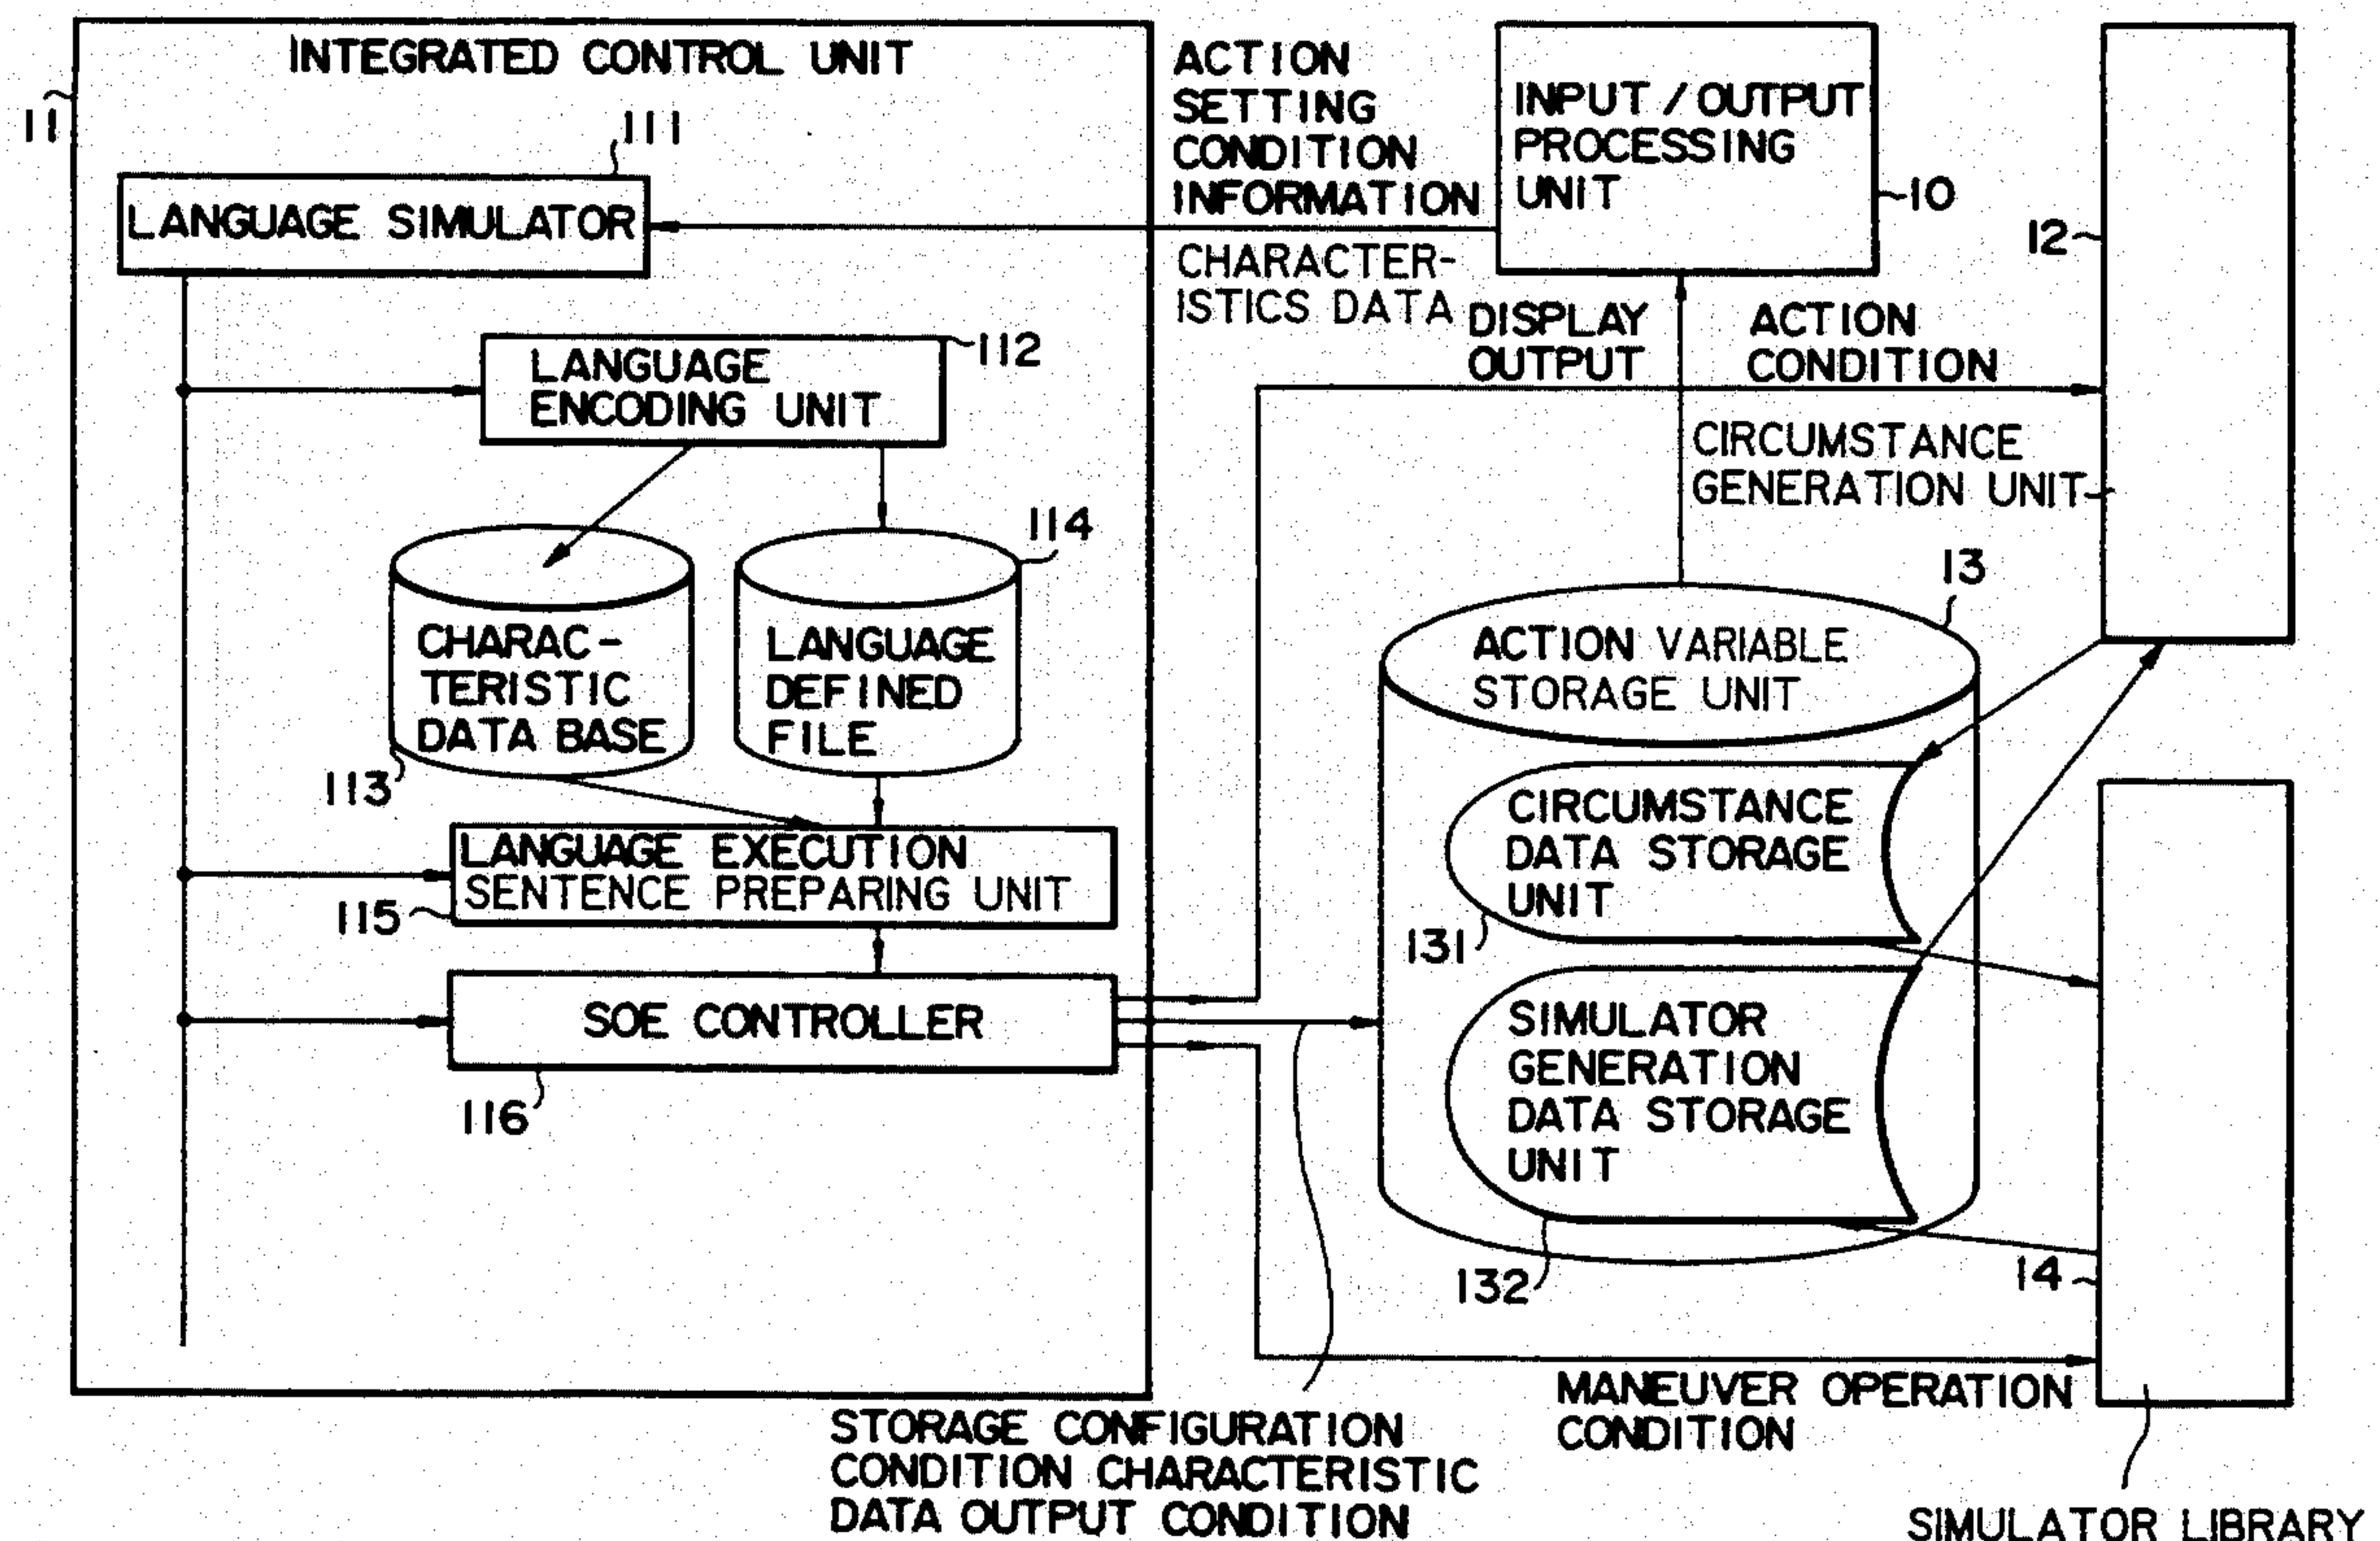 INTEGRATED CONTROL UNIT
11
111
LANGUAGE SIMULATOR
ACTION
SETTING
CONDITION
INFORMATION
CHARACTER-
ISTICS DATA
INPUT / OUTPUT
PROCESSING
UNIT
10
12
112
LANGUAGE
ENCODING UNIT
DISPLAY
OUTPUT
ACTION
CONDITION
CIRCUMSTANCE
GENERATION UNIT
114
CHARAC-
TERISTIC
DATA BASE
113
LANGUAGE
DEFINED
FILE
13
ACTION VARIABLE
STORAGE UNIT
CIRCUMSTANCE
DATA STORAGE
UNIT
131
LANGUAGE EXECUTION
SENTENCE PREPARING UNIT
115
SOE CONTROLLER
116
SIMULATOR
GENERATION
DATA STORAGE
UNIT
132
14
MANEUVER OPERATION
CONDITION
STORAGE CONFIGURATION
CONDITION CHARACTERISTIC
DATA OUTPUT CONDITION
SIMULATOR LIBRARY